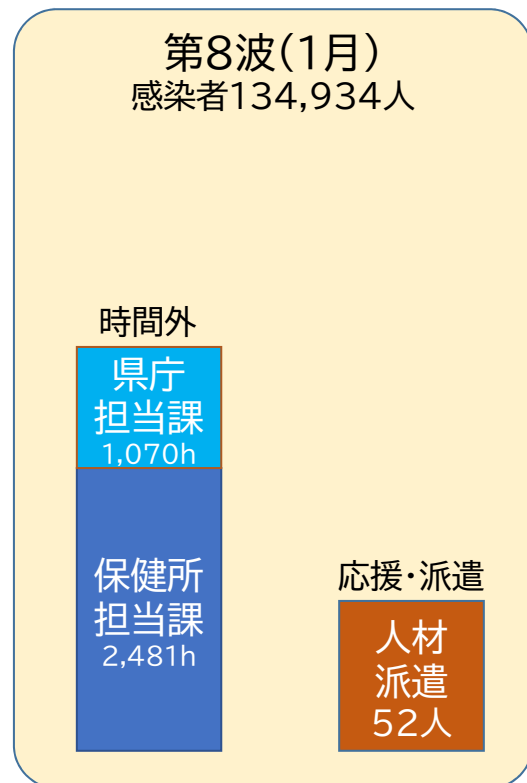 第8波(1月)
感染者134,934人
時間外
県庁
担当課
1,070h
保健所
担当課
2,481h
応援・派遣
人材
派遣
52人